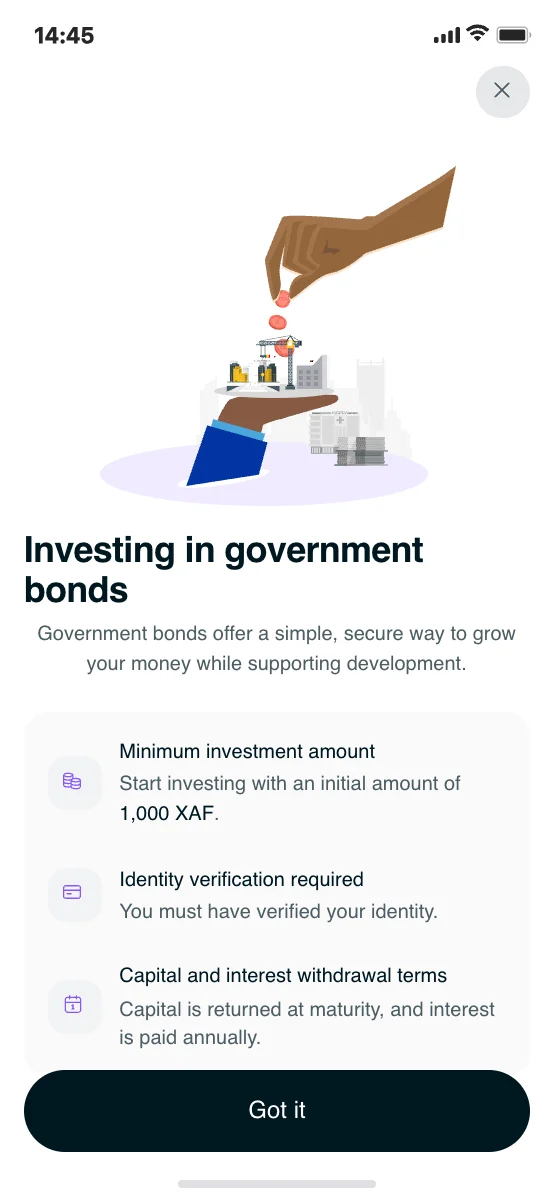 14:45
Investing in government
bonds
Government bonds offer a simple, secure way to grow
your money while supporting development.
Minimum investment amount
Start investing with an initial amount of
1,000 XAF.
Identity verification required
You must have verified your identity.
Capital and interest withdrawal terms
Capital is returned at maturity, and interest
is paid annually.
Got it